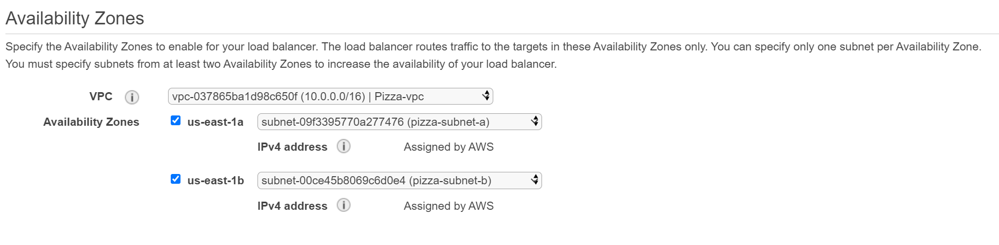 Availability Zones
Specify the Availability Zones to enable for your load balancer. The load balancer routes traffic to the targets in these Availability Zones only. You can specify only one subnet per Availability Zone.
You must specify subnets from at least two Availability Zones to increase the availability of your load balancer.
VPC i vpc-037865ba1d98c650f (10.0.0.0/16) | Pizza-vpc
Availability Zones us-east-1a subnet-09f3395770a277476 (pizza-subnet-a)
IPv4 address i Assigned by AWS
us-east-1b subnet-00ce45b8069c6d0e4 (pizza-subnet-b)
IPv4 address i Assigned by AWS